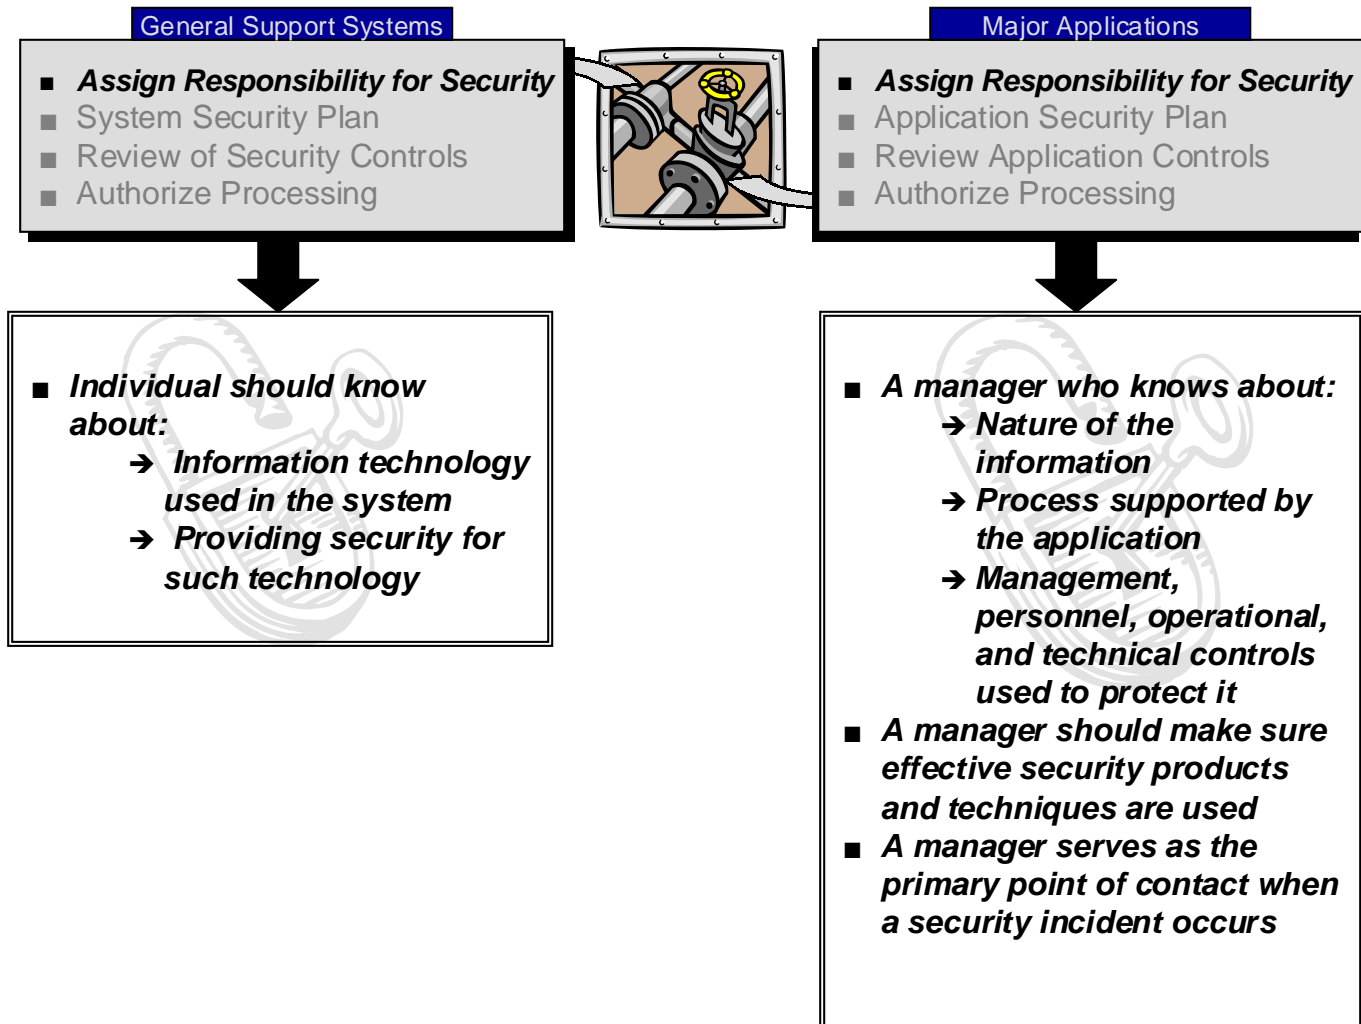 General Support Systems
■ Assign Responsibility for Security
■ System Security Plan
■ Review of Security Controls
■ Authorize Processing
■ Individual should know
about:
➔ Information technology
used in the system
➔ Providing security for
such technology
Major Applications
■ Assign Responsibility for Security
■ Application Security Plan
■ Review Application Controls
■ Authorize Processing
■ A manager who knows about:
➔ Nature of the
information
➔ Process supported by
the application
➔ Management,
personnel, operational,
and technical controls
used to protect it
■ A manager should make sure
effective security products
and techniques are used
■ A manager serves as the
primary point of contact when
a security incident occurs